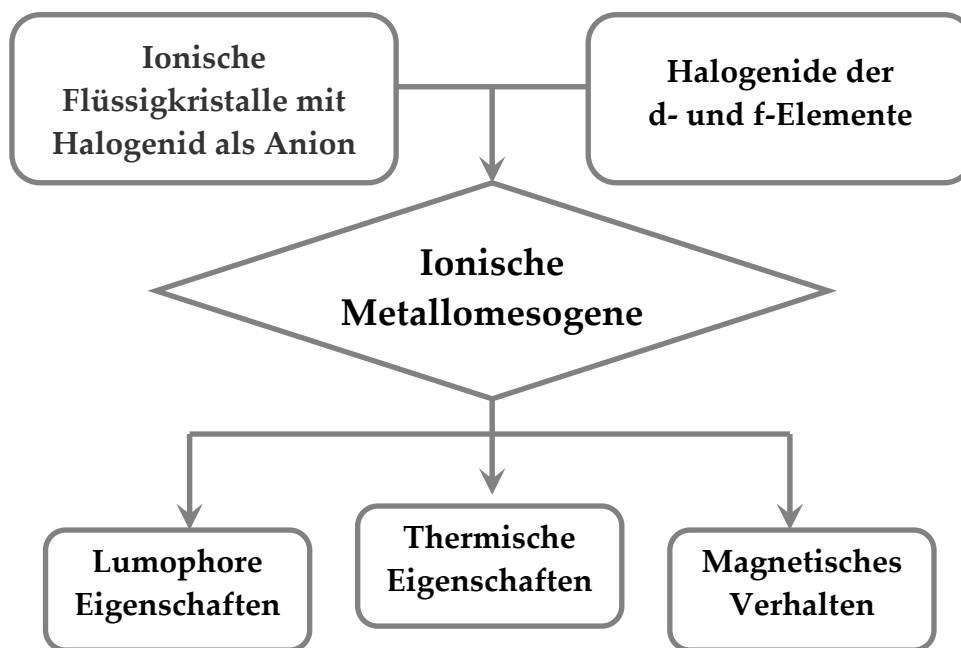 Ionische
Flüssigkristalle mit
Halogenid als Anion
Halogenide der
d- und f-Elemente
Ionische
Metallomesogene
Lumophore
Eigenschaften
Thermische
Eigenschaften
Magnetisches
Verhalten